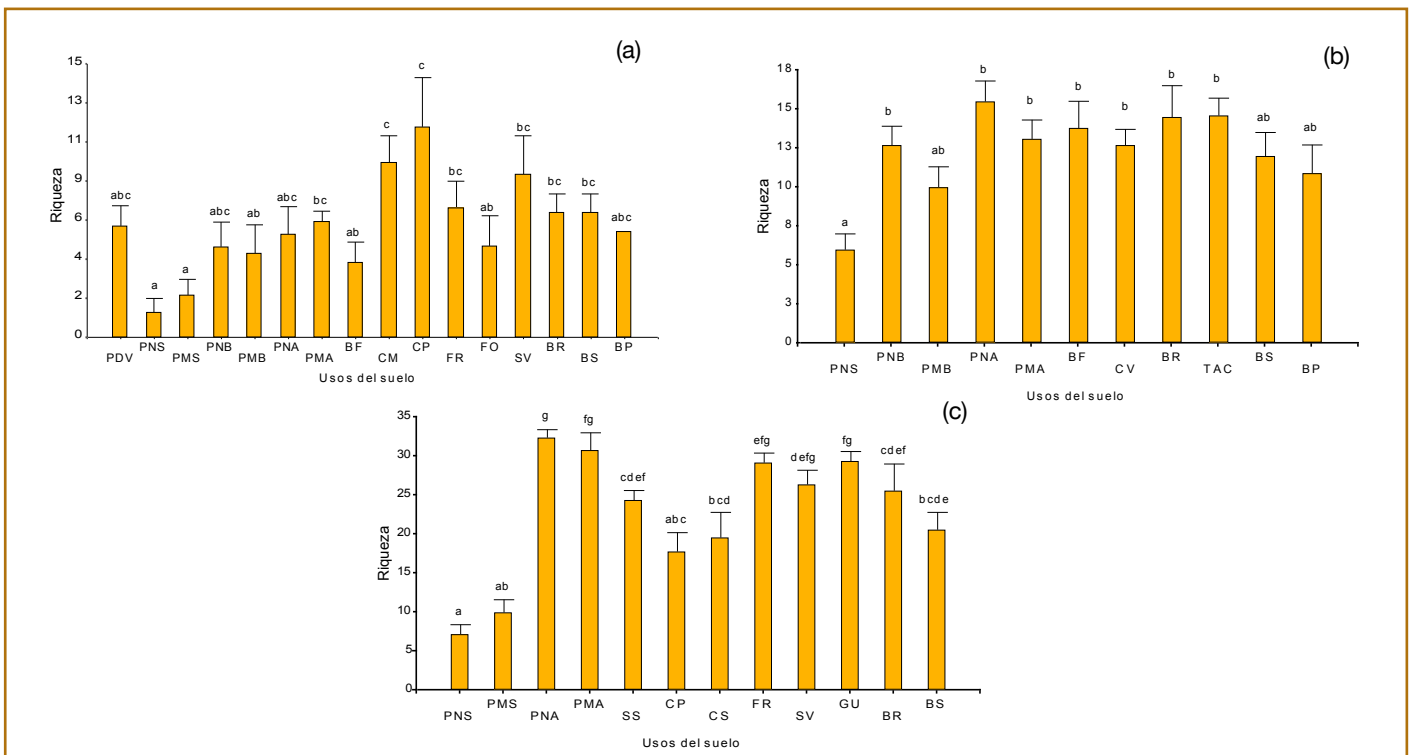 (a)
15
13
11
9
6
4
2
0
Riqueza
abc
a
a
abc
ab
abc
bc
ab
c
c
bc
ab
bc
bc
bc
abc
PDV
PNS
PMS
PNB
PMB
PNA
PMA
BF
CM
CP
FR
FO
SV
BR
BS
BP
Usos del suelo
(b)
18
15
13
10
8
5
3
0
Riqueza
a
b
ab
b
b
b
b
b
b
ab
ab
PNS
PNB
PMB
PNA
PMA
BF
CV
BR
TAC
BS
BP
Usos del suelo
(c)
35
30
25
20
15
10
5
0
Riqueza
a
ab
g
fg
cdef
abc
bcd
efg
defg
fg
cdef
bcde
PNS
PMS
PNA
PMA
SS
CP
CS
FR
SV
GU
BR
BS
Usos del suelo